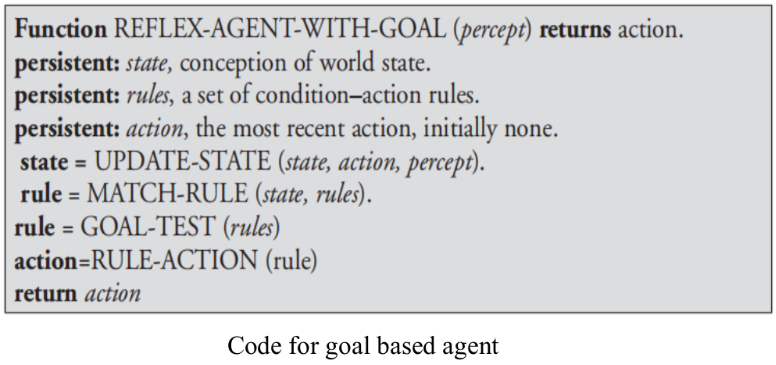 Function REFLEX-AGENT-WITH-GOAL (percept) returns action.
persistent: state, conception of world state.
persistent: rules, a set of condition–action rules.
persistent: action, the most recent action, initially none.
state = UPDATE-STATE (state, action, percept).
rule = MATCH-RULE (state, rules).
rule = GOAL-TEST (rules)
action=RULE-ACTION (rule)
return action
Code for goal based agent